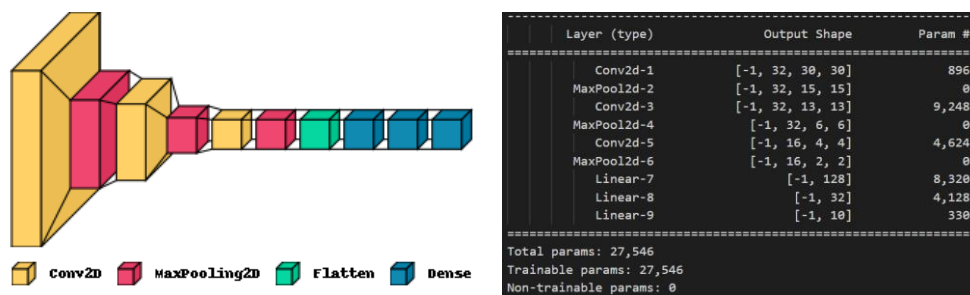 Conv2D MaxPooling2D Flatten Dense
Layer (type) Output Shape Param #
Conv2d-1 [-1, 32, 30, 30] 896
MaxPool2d-2 [-1, 32, 15, 15] 0
Conv2d-3 [-1, 32, 13, 13] 9,248
MaxPool2d-4 [-1, 32, 6, 6] 0
Conv2d-5 [-1, 16, 4, 4] 4,624
MaxPool2d-6 [-1, 16, 2, 2] 0
Linear-7 [-1, 128] 8,320
Linear-8 [-1, 32] 4,128
Linear-9 [-1, 10] 330
Total params: 27,546
Trainable params: 27,546
Non-trainable params: 0